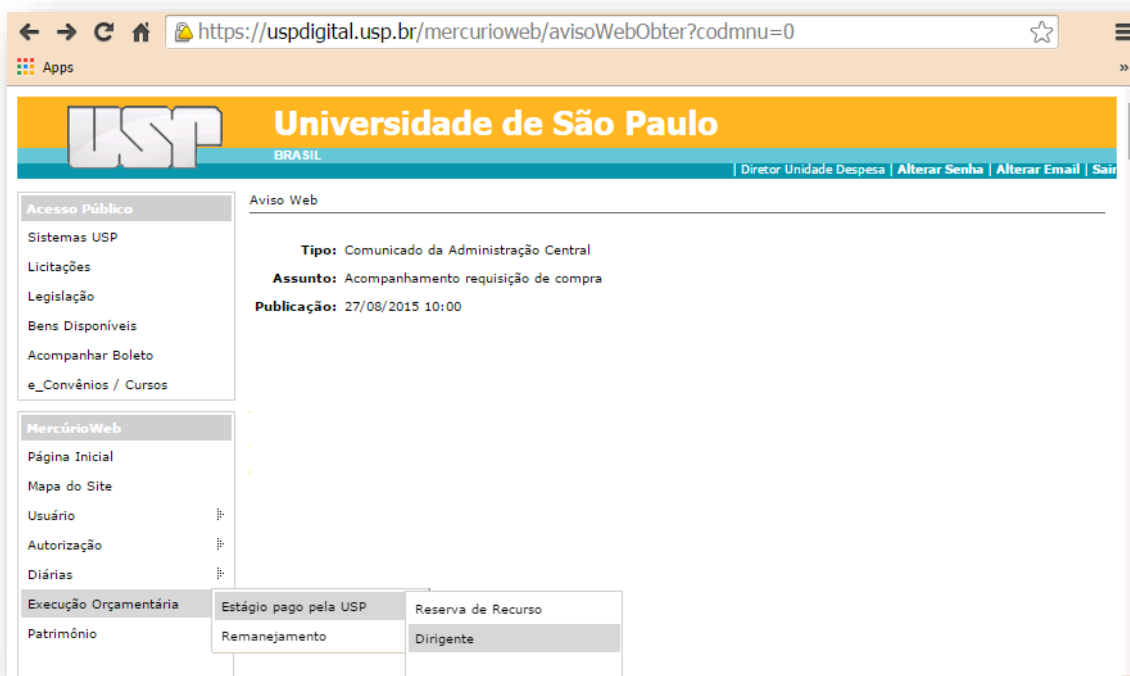 https://uspdigital.usp.br/mercurioweb/avisoWebObter?codmnu=0
Apps
»
USP
Universidade de São Paulo
BRASIL
| Diretor Unidade Despesa | Alterar Senha | Alterar Email | Sair
Acesso Público
Sistemas USP
Licitações
Legislação
Bens Disponíveis
Acompanhar Boleto
e_Convênios / Cursos
Aviso Web
Tipo: Comunicado da Administração Central
Assunto: Acompanhamento requisição de compra
Publicação: 27/08/2015 10:00
MercúrioWeb
Página Inicial
Mapa do Site
Usuário
Autorização
Diárias
Execução Orçamentária
Patrimônio
Estágio pago pela USP
Remanejamento
Reserva de Recurso
Dirigente